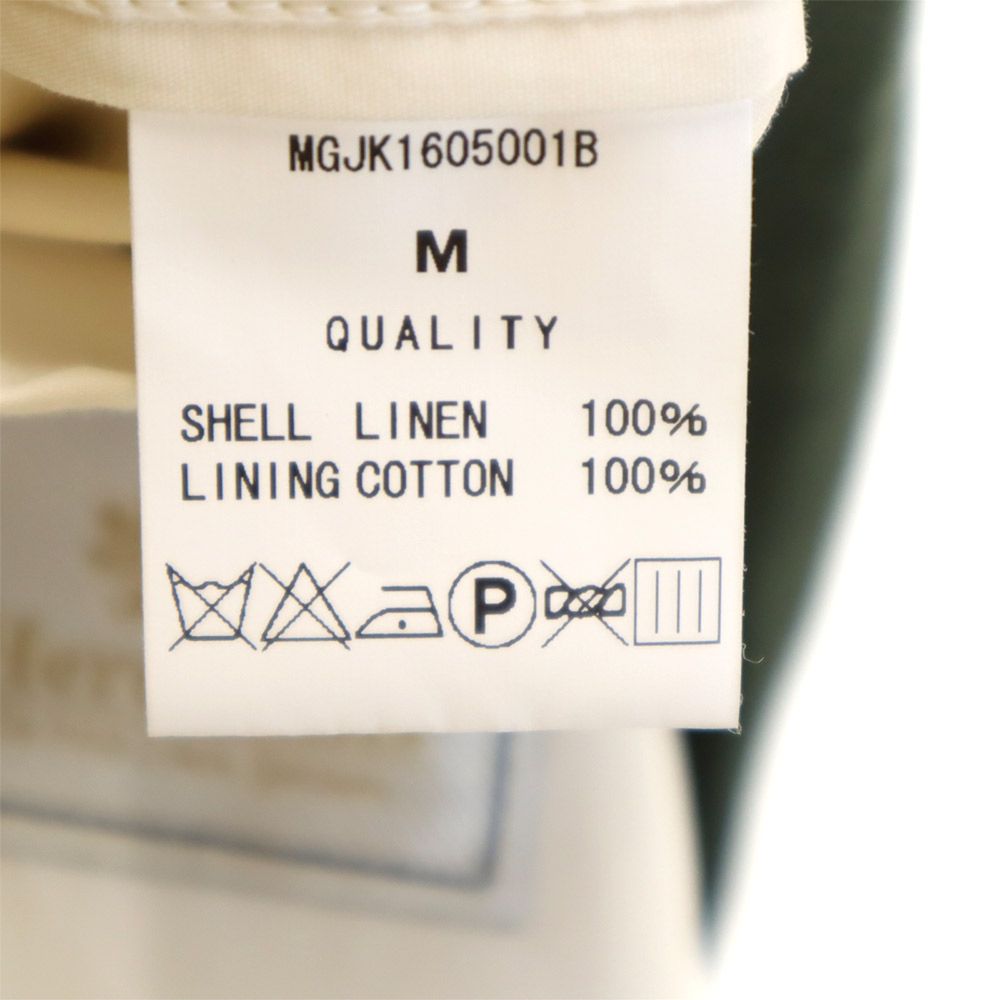 MGJK1605001B
M
QUALITY
SHELL LINEN 100%
LINING COTTON 100%
P